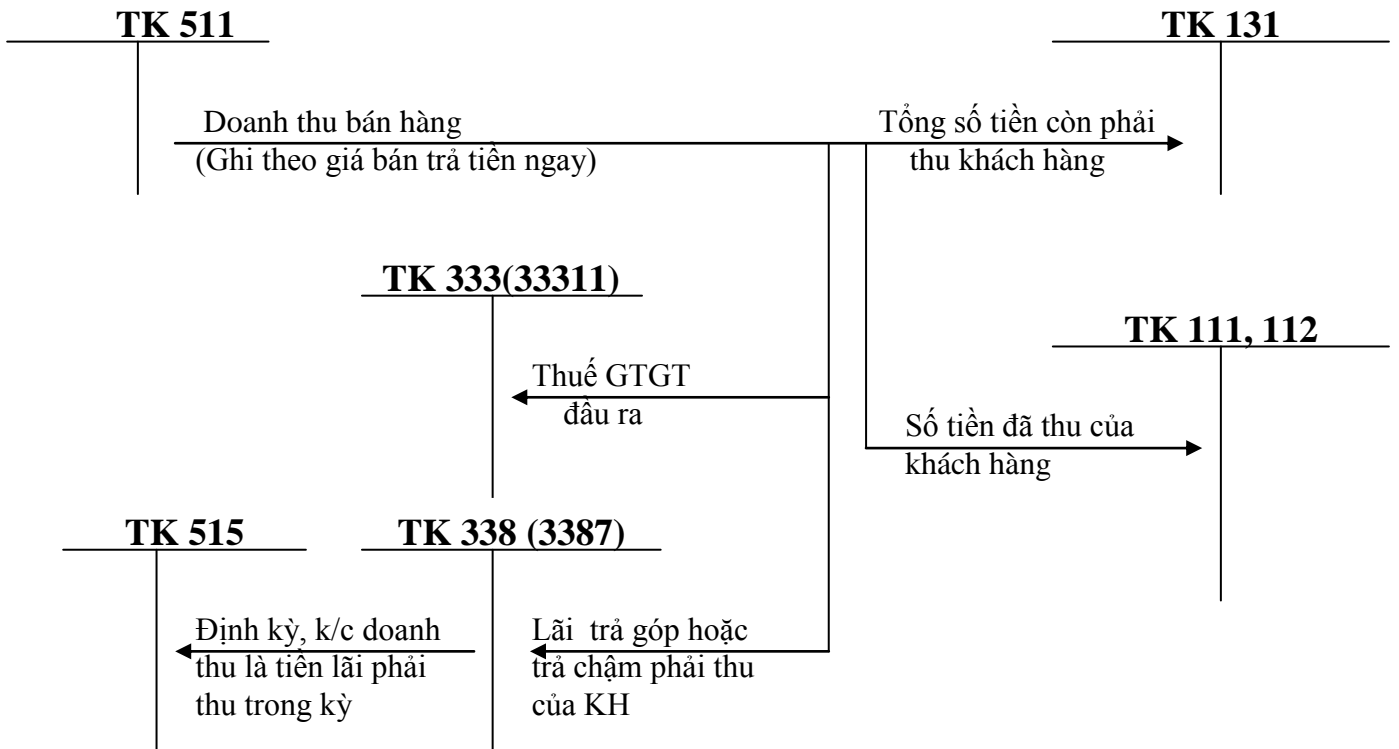 TK 511
TK 131
Doanh thu bán hàng
(Ghi theo giá bán trả tiền ngay)
Tổng số tiền còn phải
thu khách hàng
TK 333(33311)
TK 111, 112
Thuế GTGT
đầu ra
Số tiền đã thu của
khách hàng
TK 515
TK 338 (3387)
Định kỳ, k/c doanh
thu là tiền lãi phải
thu trong kỳ
Lãi trả góp hoặc
trả chậm phải thu
của KH